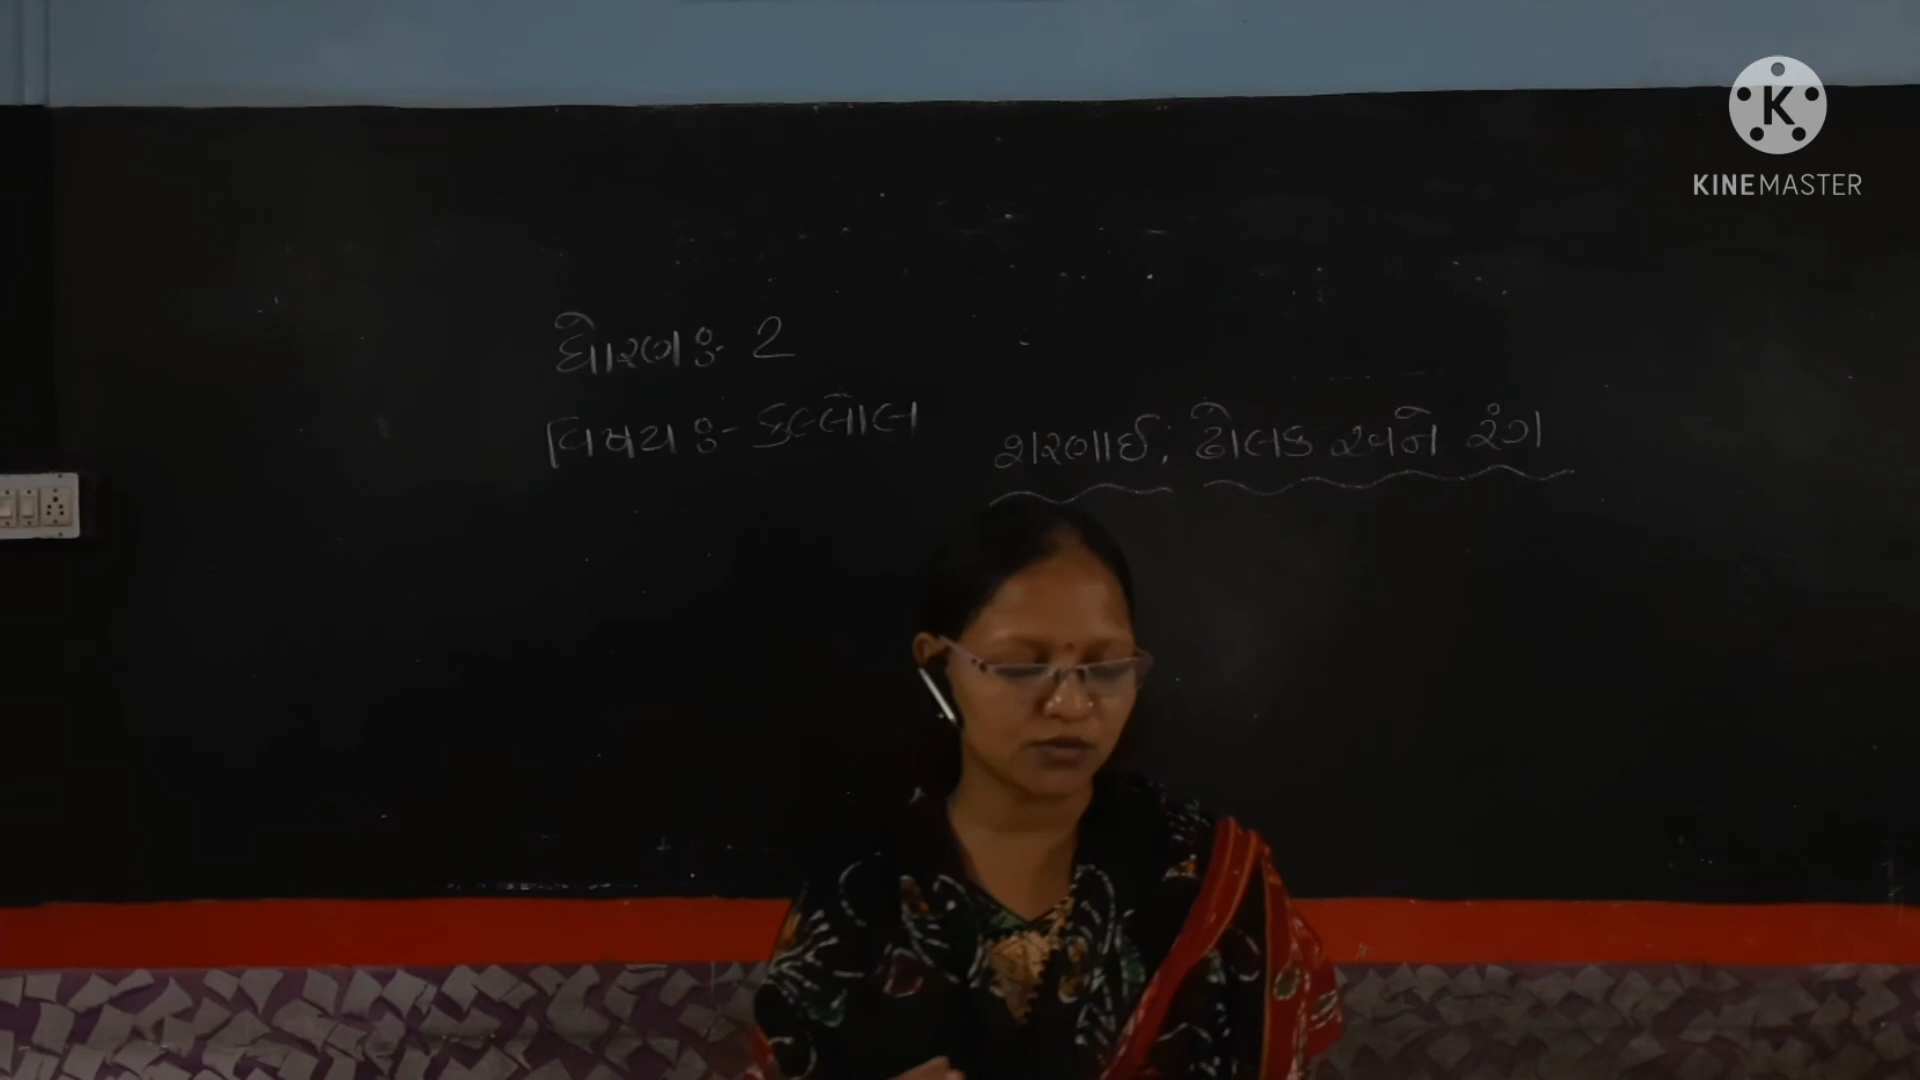 ધોરણ :- 2
વિષય :- કલ્લોલ
શરણાઈ, ઢોલક અને રંગ
K
KINEMASTER